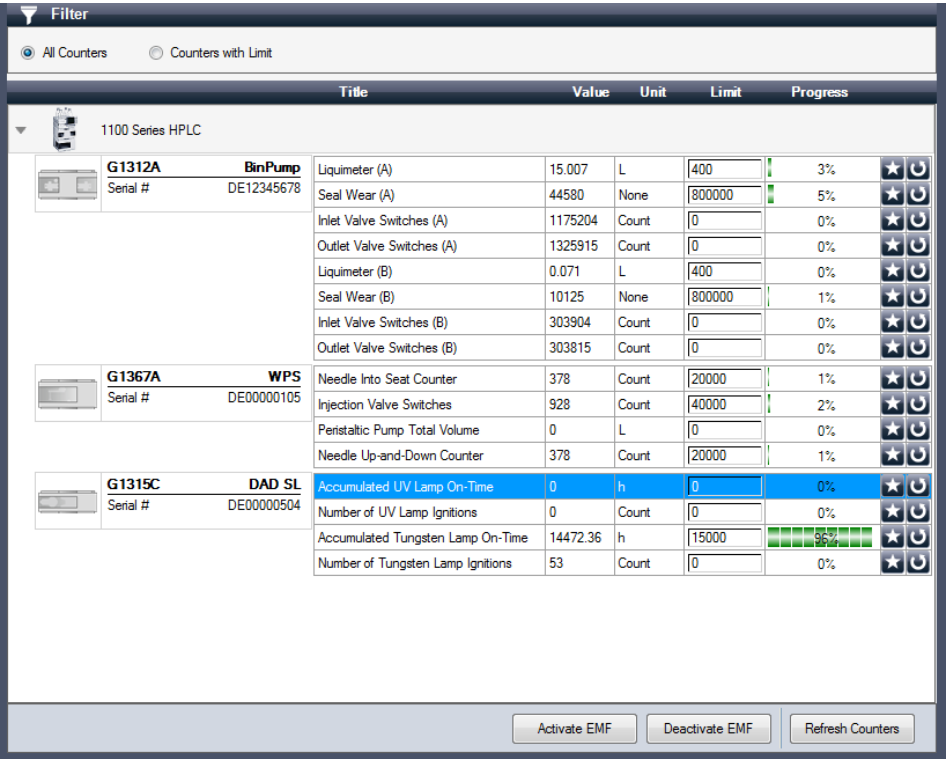 Filter
All Counters Counters with Limit
Title Value Unit Limit Progress
1100 Series HPLC
G1312A BinPump
Serial # DE12345678
Liquimeter (A) 15.007 L 400 3%
Seal Wear (A) 44580 None 800000 5%
Inlet Valve Switches (A) 1175204 Count 0 0%
Outlet Valve Switches (A) 1325915 Count 0 0%
Liquimeter (B) 0.071 L 400 0%
Seal Wear (B) 10125 None 800000 1%
Inlet Valve Switches (B) 303904 Count 0 0%
Outlet Valve Switches (B) 303815 Count 0 0%
G1367A WPS
Serial # DE00000105
Needle Into Seat Counter 378 Count 20000 1%
Injection Valve Switches 928 Count 40000 2%
Peristaltic Pump Total Volume 0 L 0 0%
Needle Up-and-Down Counter 378 Count 20000 1%
G1315C DAD SL
Serial # DE00000504
Accumulated UV Lamp On-Time 0 h 0 0%
Number of UV Lamp Ignitions 0 Count 0 0%
Accumulated Tungsten Lamp On-Time 14472.36 h 15000 96%
Number of Tungsten Lamp Ignitions 53 Count 0 0%
Activate EMF Deactivate EMF Refresh Counters